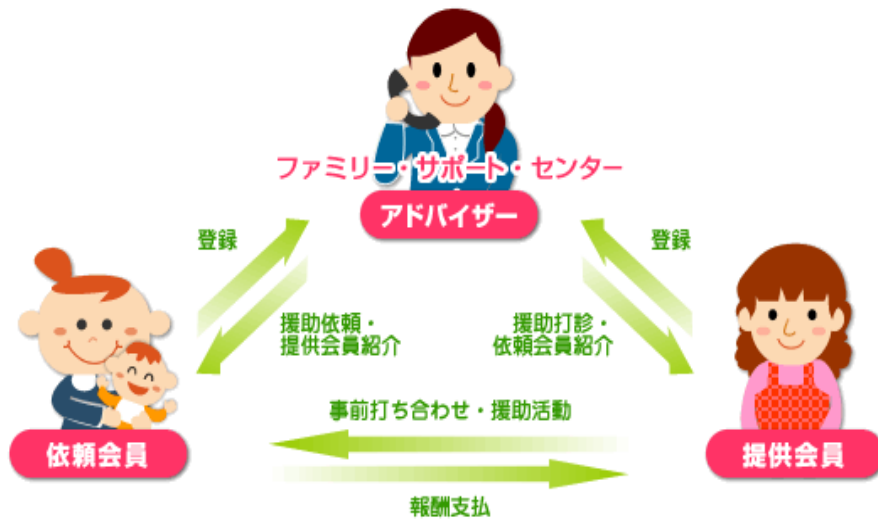 ファミリー・サポート・センター
アドバイザー
登録
登録
援助依頼・
提供会員紹介
援助打診・
依頼会員紹介
事前打ち合わせ・援助活動
依頼会員
提供会員
報酬支払